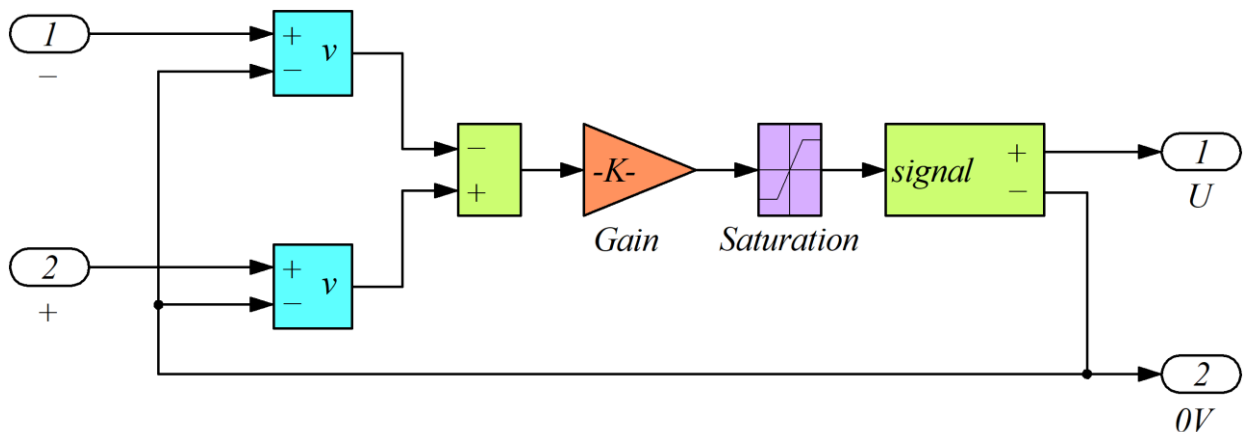 1
−
+
− v
− +
-K-
Gain
Saturation
signal + −
1
U
2
+
+
− v
2
0V